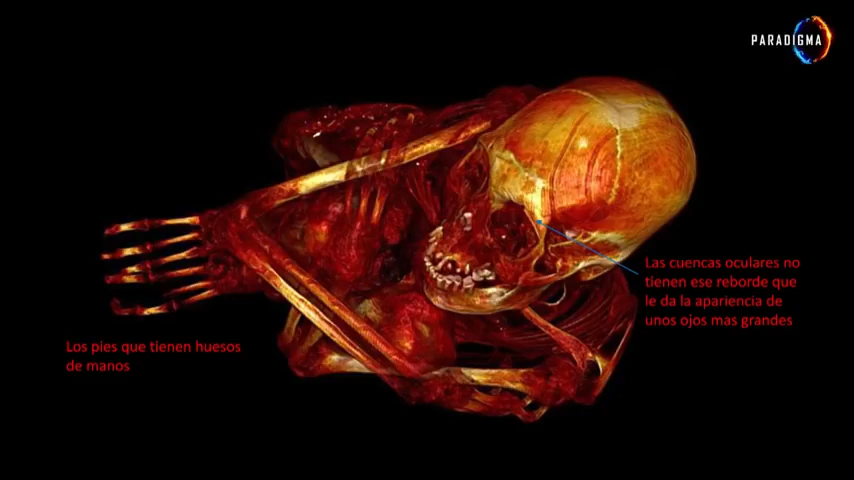 PARADIGMA
Las cuencas oculares no
tienen ese reborde que
le da la apariencia de
unos ojos mas grandes
Los pies que tienen huesos
de manos